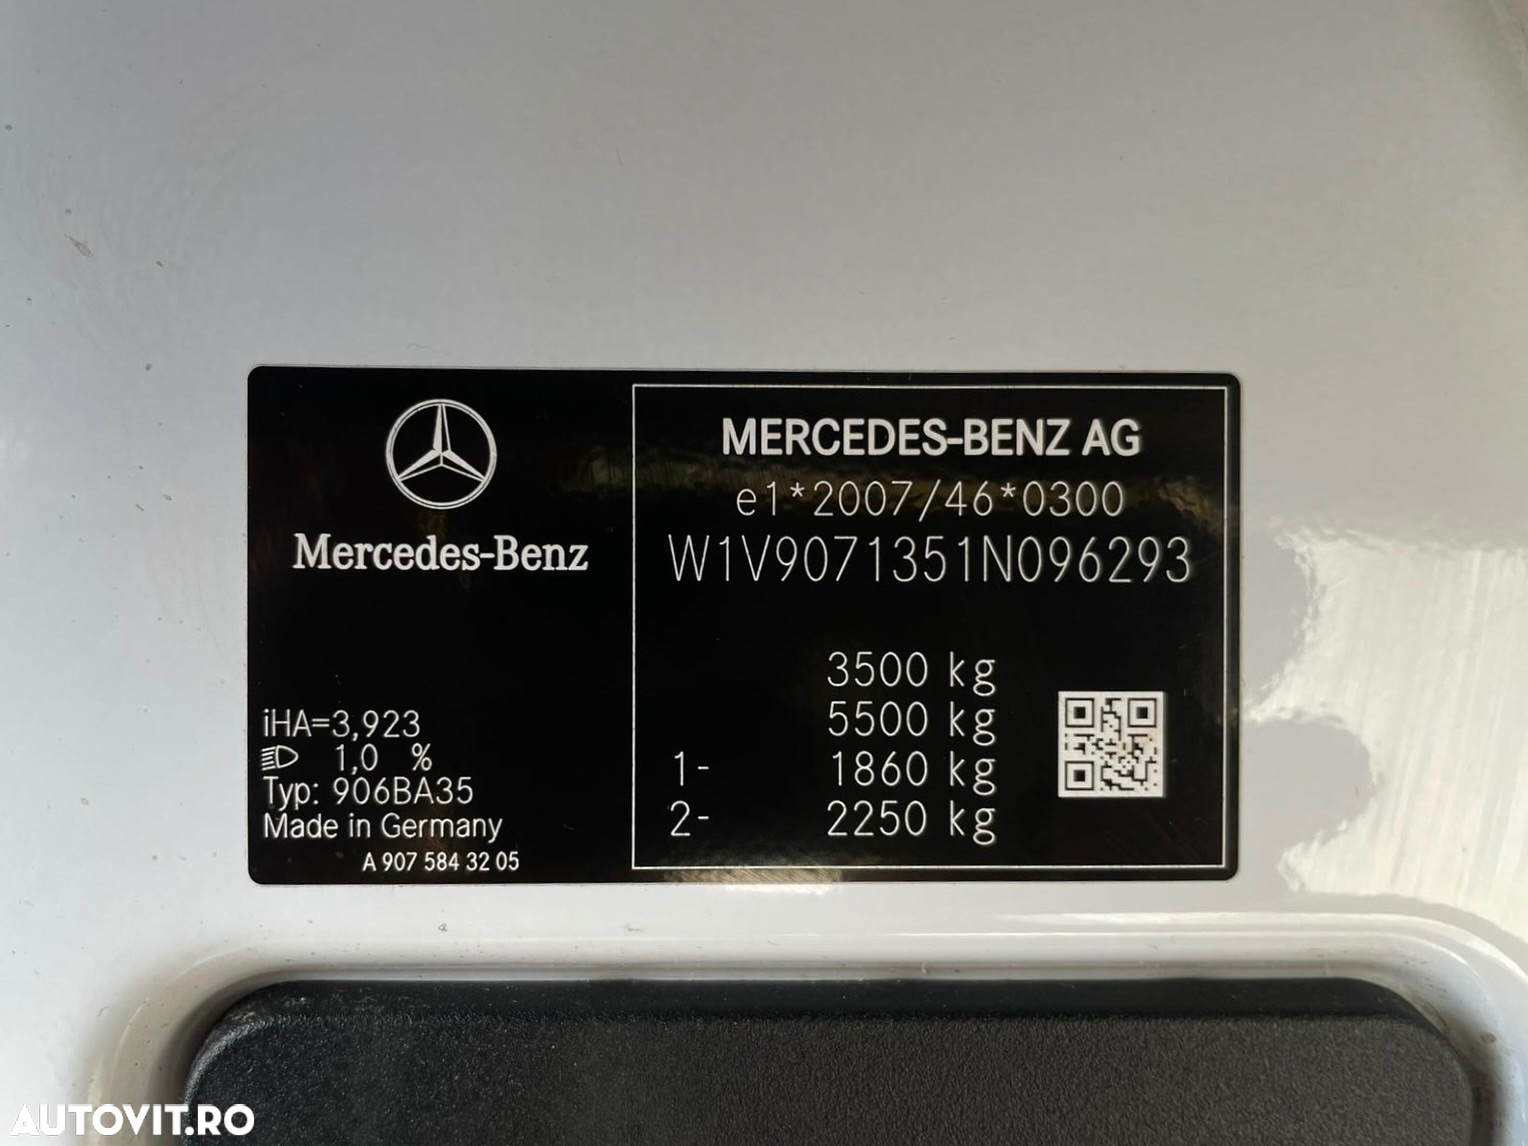 Mercedes-Benz
iHA=3,923
1,0 %
Typ: 906BA35
Made in Germany
A 907 584 32 05
MERCEDES-BENZ AG
e1*2007/46*0300
W1V9071351N096293
3500 kg
5500 kg
1- 1860 kg
2- 2250 kg
AUTOVIT.RO